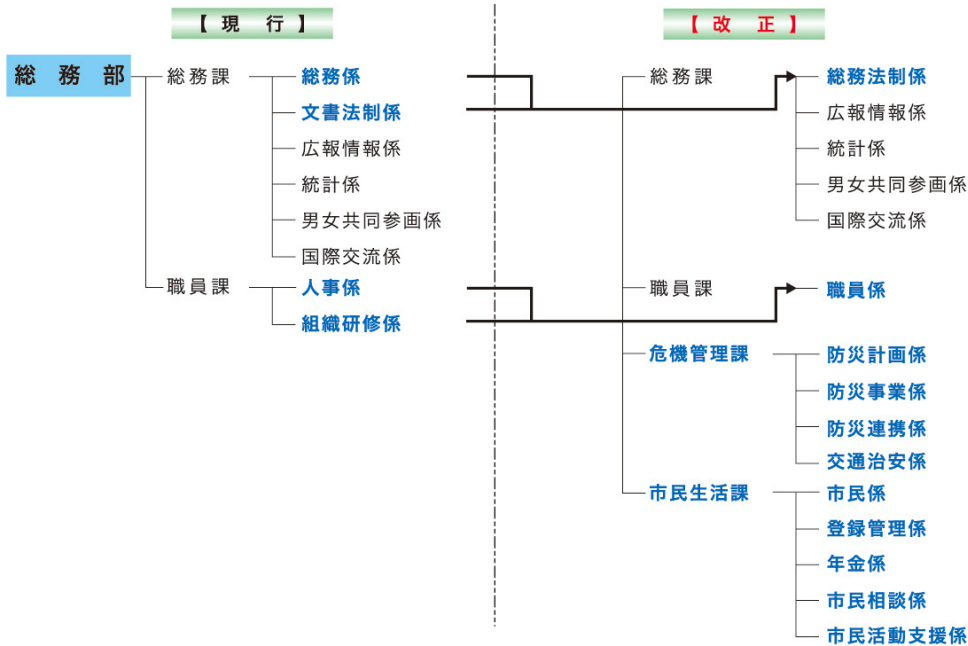 【 現 行 】
【 改 正 】
総 務 部
総務課
総務係
文書法制係
広報情報係
統計係
男女共同参画係
国際交流係
職員課
人事係
組織研修係
総務課
総務法制係
広報情報係
統計係
男女共同参画係
国際交流係
職員課
職員係
危機管理課
防災計画係
防災事業係
防災連携係
交通治安係
市民生活課
市民係
登録管理係
年金係
市民相談係
市民活動支援係